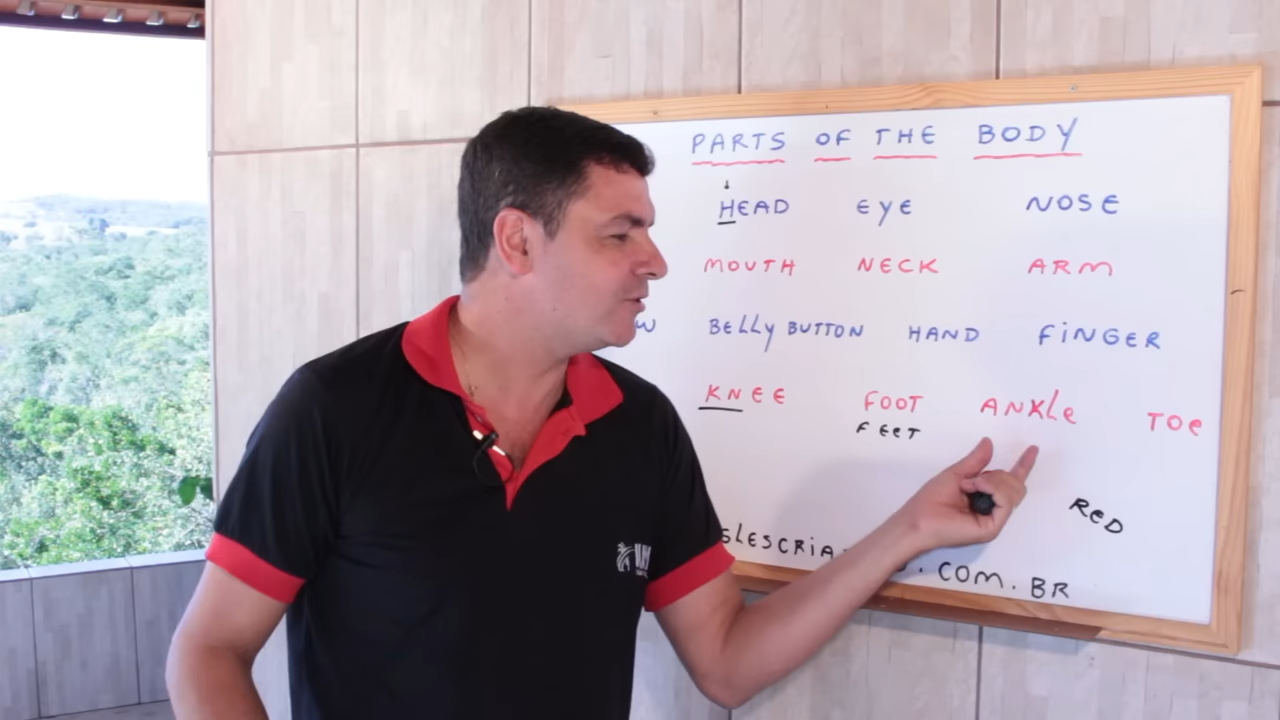 PARTS OF THE BODY
HEAD EYE NOSE
MOUTH NECK ARM
BELLY BUTTON HAND FINGER
KNEE FOOT ANKLE TOE
FEET
RED
.COM.BR